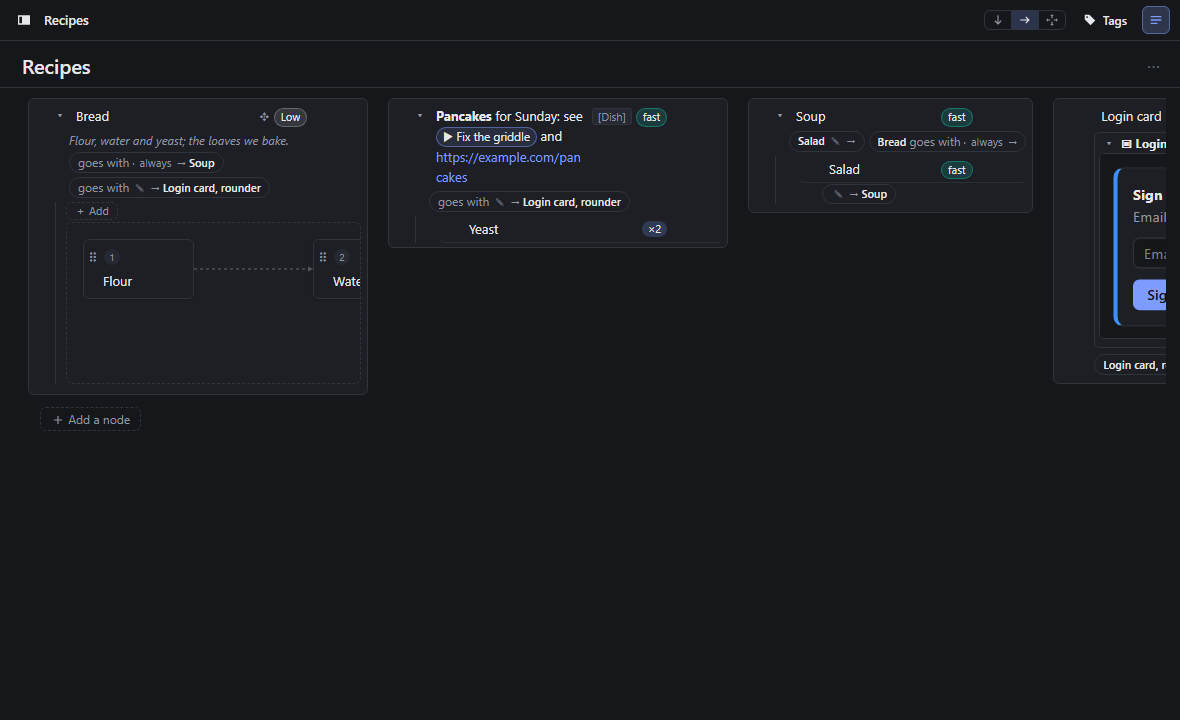 Recipes
Tags
Recipes
Bread
Low
Flour, water and yeast; the loaves we bake.
goes with · always → Soup
goes with → Login card, rounder
+ Add
1
Flour
2
Wate
+ Add a node
Pancakes for Sunday: see [Dish] fast
▶ Fix the griddle and
https://example.com/pan
cakes
goes with → Login card, rounder
Yeast ×2
Soup fast
Salad →
Bread goes with · always →
Salad fast
→ Soup
Login card
Login
Sign
Email
Ema
Sig
Login card, r